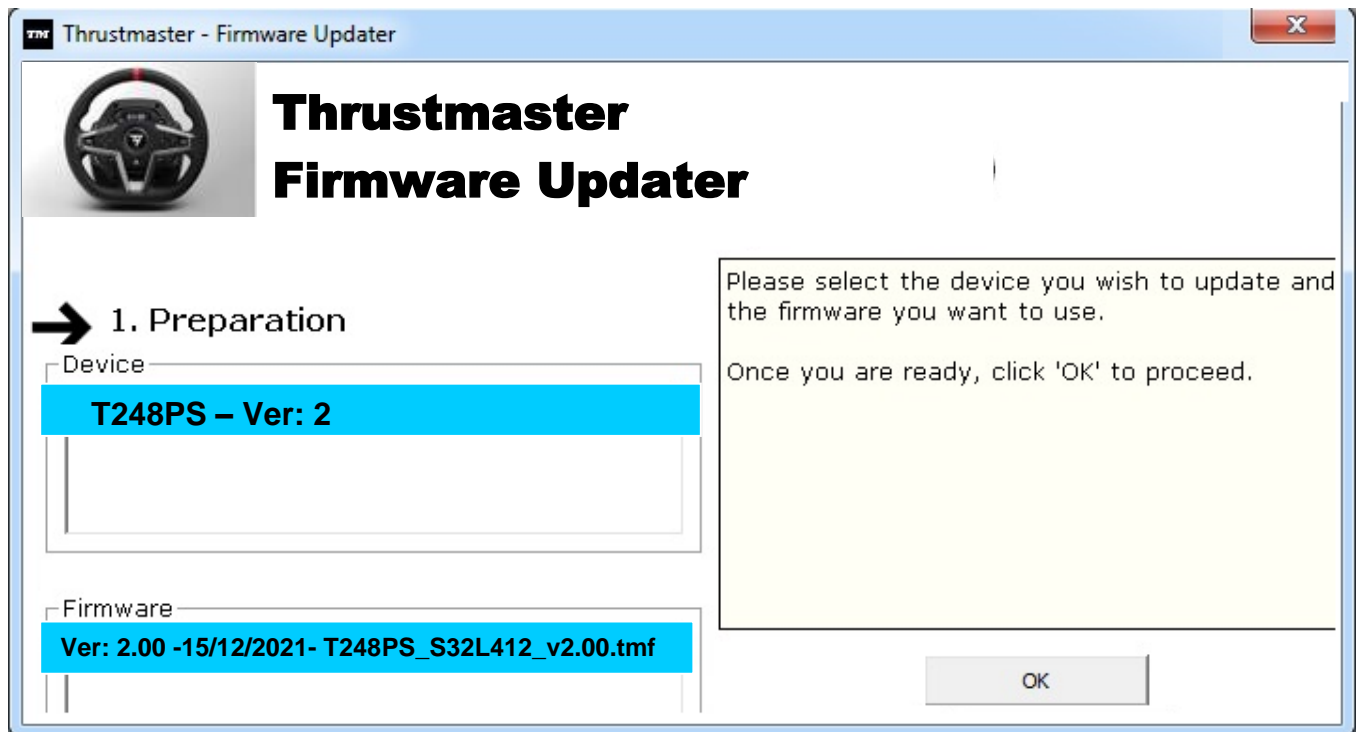 TM Thrustmaster - Firmware Updater
X
Thrustmaster
Firmware Updater
1. Preparation
Device
T248PS – Ver: 2
Firmware
Ver: 2.00 -15/12/2021- T248PS_S32L412_v2.00.tmf
Please select the device you wish to update and
the firmware you want to use.
Once you are ready, click 'OK' to proceed.
OK